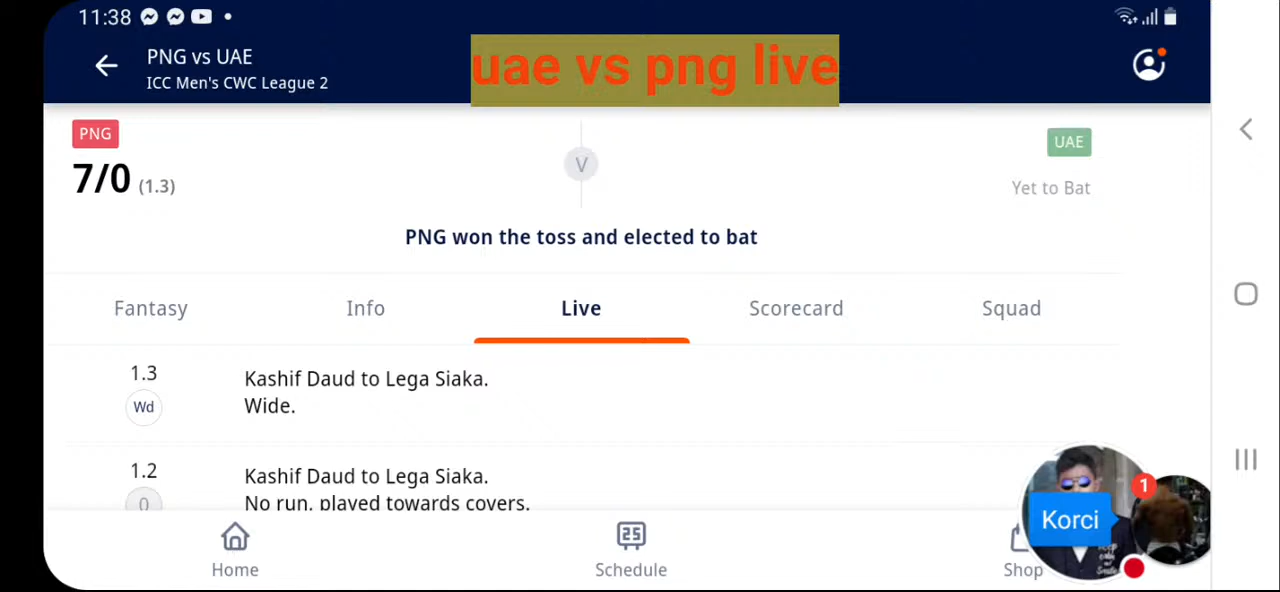 11:38
PNG vs UAE
ICC Men's CWC League 2
uae vs png live
PNG
7/0 (1.3)
V
UAE
Yet to Bat
PNG won the toss and elected to bat
Fantasy Info Live Scorecard Squad
1.3
Wd
Kashif Daud to Lega Siaka.
Wide.
1.2
0
Kashif Daud to Lega Siaka.
No run, played towards covers.
1
Korci
25
Home Schedule Shop